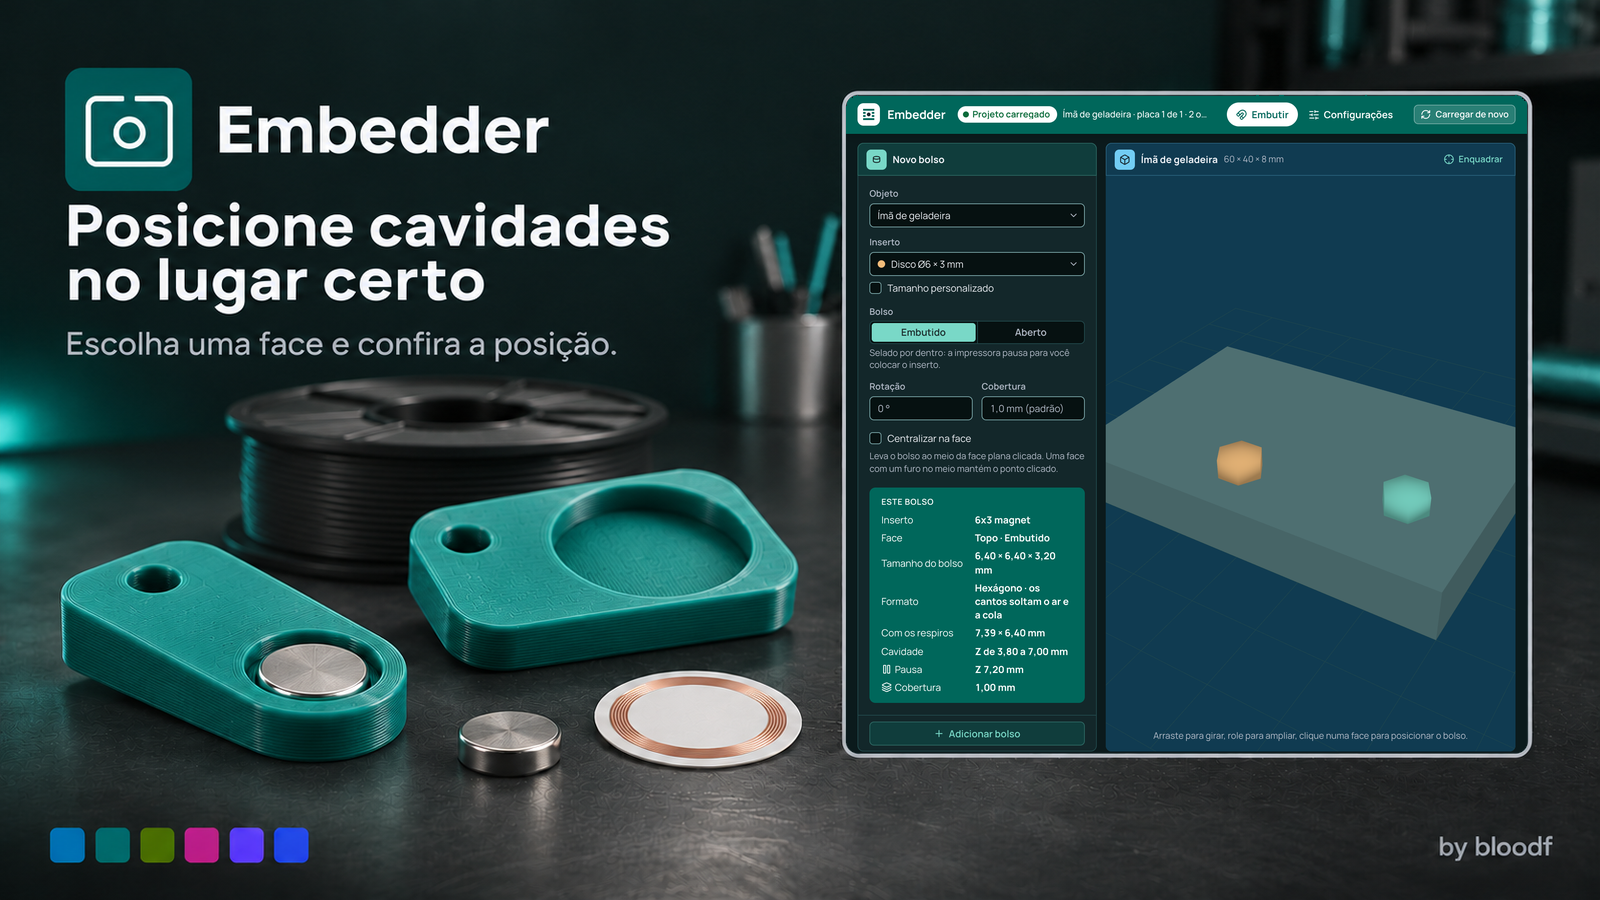 Embedder
Posicione cavidades
no lugar certo
Escolha uma face e confira a posição.
Embedder
Projeto carregado
Ímã de geladeira · placa 1 de 1 · 2 o...
Embutir
Configurações
Carregar de novo
Novo bolso
Objeto
Ímã de geladeira
Inserto
Disco Ø6 × 3 mm
Tamanho personalizado
Bolso
Embutido
Aberto
Selado por dentro: a impressora pausa para você
colocar o inserto.
Rotação
Cobertura
0 °
1,0 mm (padrão)
Centralizar na face
Leva o bolso ao meio da face plana clicada. Uma face
com um furo no meio mantém o ponto clicado.
ESTE BOLSO
Inserto 6x3 magnet
Face Topo · Embutido
Tamanho do bolso 6,40 × 6,40 × 3,20
mm
Formato Hexágono · os
cantos soltam o ar e
a cola
Com os respiros 7,39 × 6,40 mm
Cavidade Z de 3,80 a 7,00 mm
Pausa Z 7,20 mm
Cobertura 1,00 mm
+ Adicionar bolso
Ímã de geladeira 60 × 40 × 8 mm
Enquadrar
Arraste para girar, role para ampliar, clique numa face para posicionar o bolso.
by bloodf